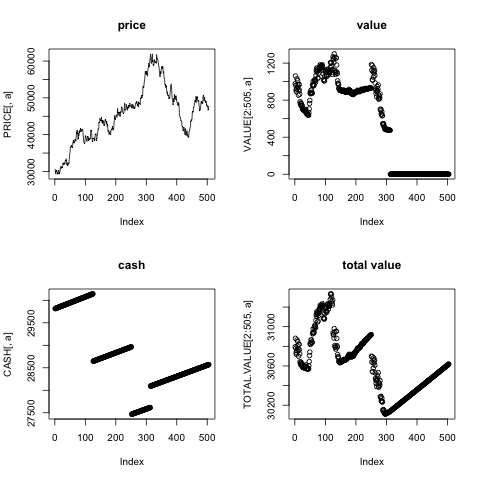 price
PRICE[, a]
30000 40000 50000 60000
0 100 200 300 400 500
Index
value
VALUE[2:505, a]
0 400 800 1200
0 100 200 300 400 500
Index
cash
CASH[, a]
27500 28500 29500
0 100 200 300 400 500
Index
total value
TOTAL.VALUE[2:505, a]
30200 30600 31000
0 100 200 300 400 500
Index